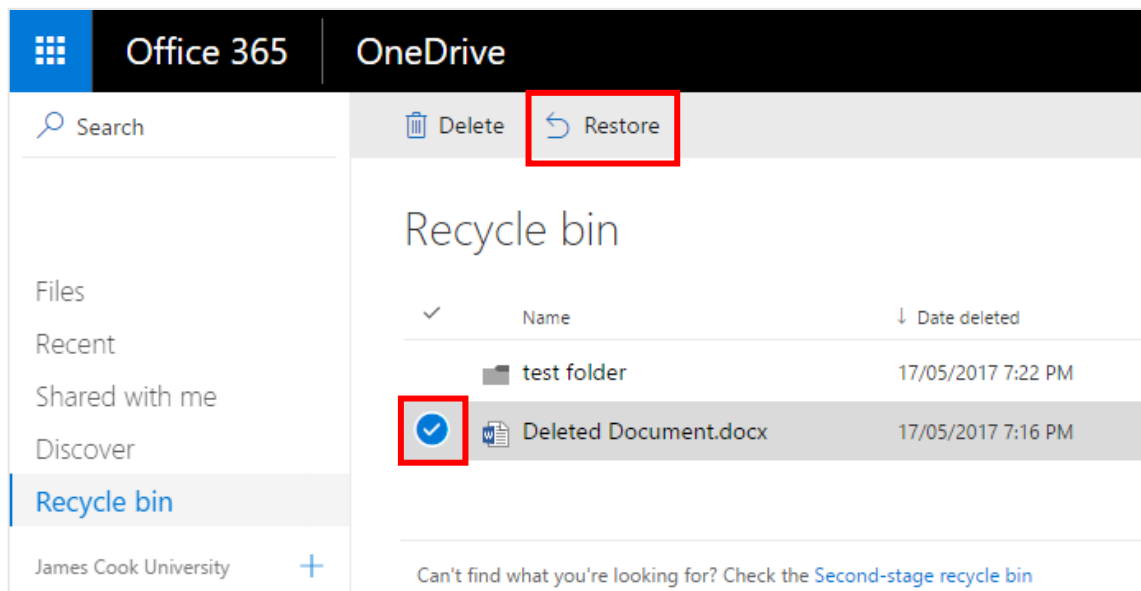 Office 365 OneDrive
Search Delete Restore
Recycle bin
Files
Name Date deleted
Recent
test folder 17/05/2017 7:22 PM
Shared with me
Deleted Document.docx 17/05/2017 7:16 PM
Discover
Recycle bin
James Cook University
Can't find what you're looking for? Check the Second-stage recycle bin